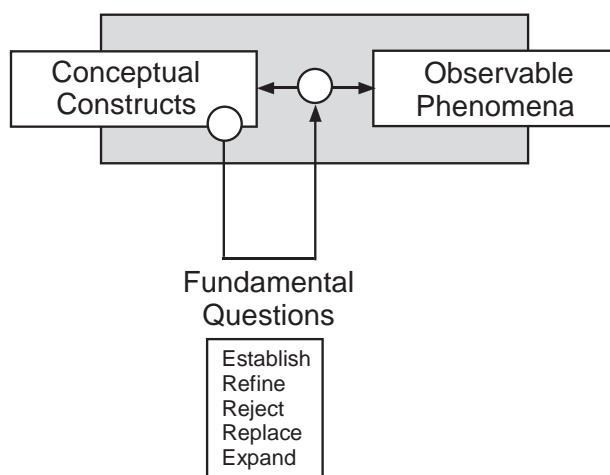 Conceptual
Constructs
Observable
Phenomena
Fundamental
Questions
Establish
Refine
Reject
Replace
Expand